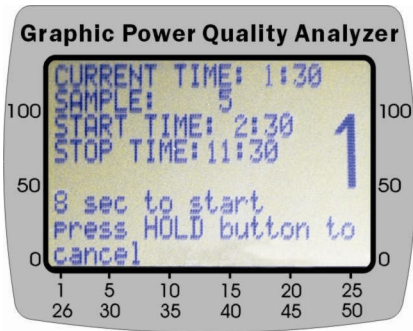 Graphic Power Quality Analyzer
CURRENT TIME: 1:30
SAMPLE: 5
START TIME: 2:30
STOP TIME:11:30
1
8 sec to start
Press HOLD button to
cancel
100 100
50 50
0 0
1 5 10 15 20 25
26 30 35 40 45 50